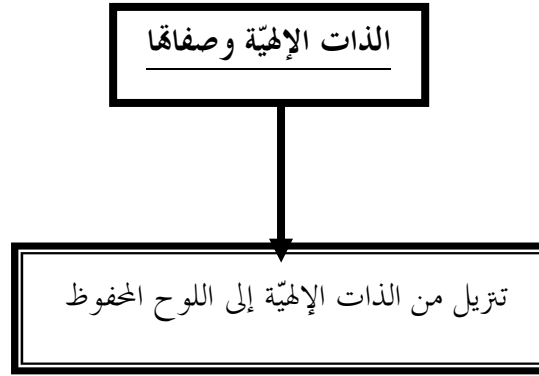 الذات الإلهيّة وصفاتها
تنزيل من الذات الإلهيّة إلى اللوح المحفوظ